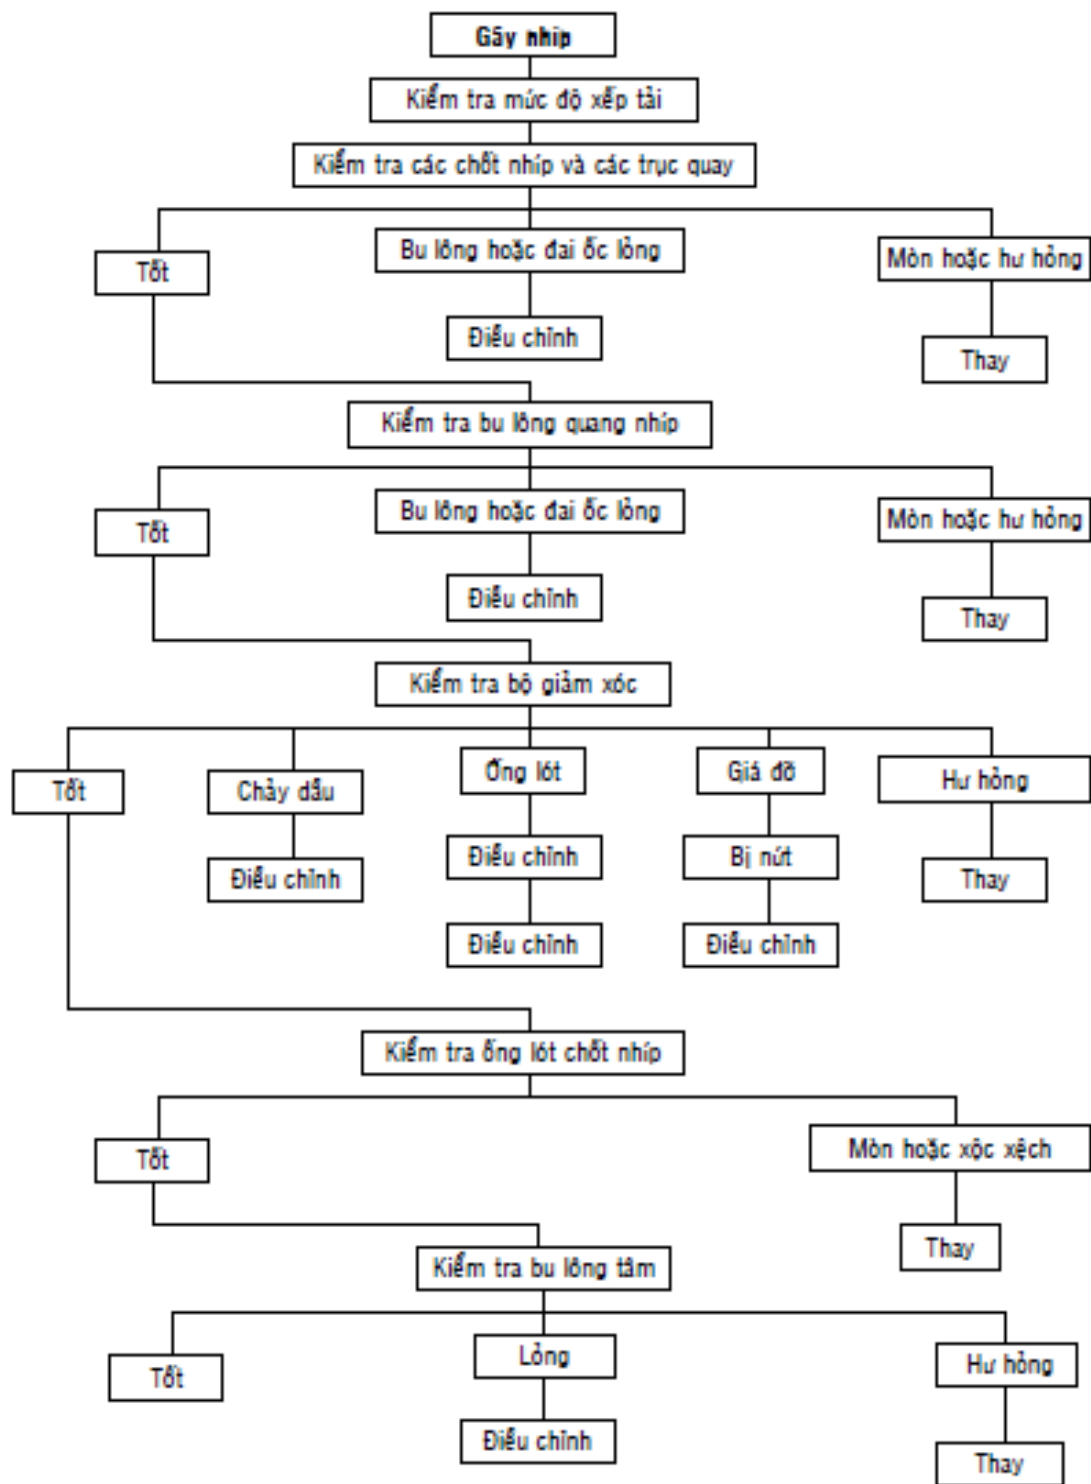 Gãy nhíp
Kiểm tra mức độ xếp tải
Kiểm tra các chốt nhíp và các trục quay
Tốt
Bu lông hoặc đai ốc lỏng
Mòn hoặc hư hỏng
Điều chỉnh
Thay
Kiểm tra bu lông quang nhíp
Tốt
Bu lông hoặc đai ốc lỏng
Mòn hoặc hư hỏng
Điều chỉnh
Thay
Kiểm tra bộ giảm xóc
Tốt
Chảy dầu
Ống lót
Giá đỡ
Hư hỏng
Điều chỉnh
Điều chỉnh
Bị nứt
Thay
Điều chỉnh
Điều chỉnh
Kiểm tra ống lót chốt nhíp
Tốt
Mòn hoặc xộc xệch
Thay
Kiểm tra bu lông tâm
Tốt
Lỏng
Hư hỏng
Điều chỉnh
Thay